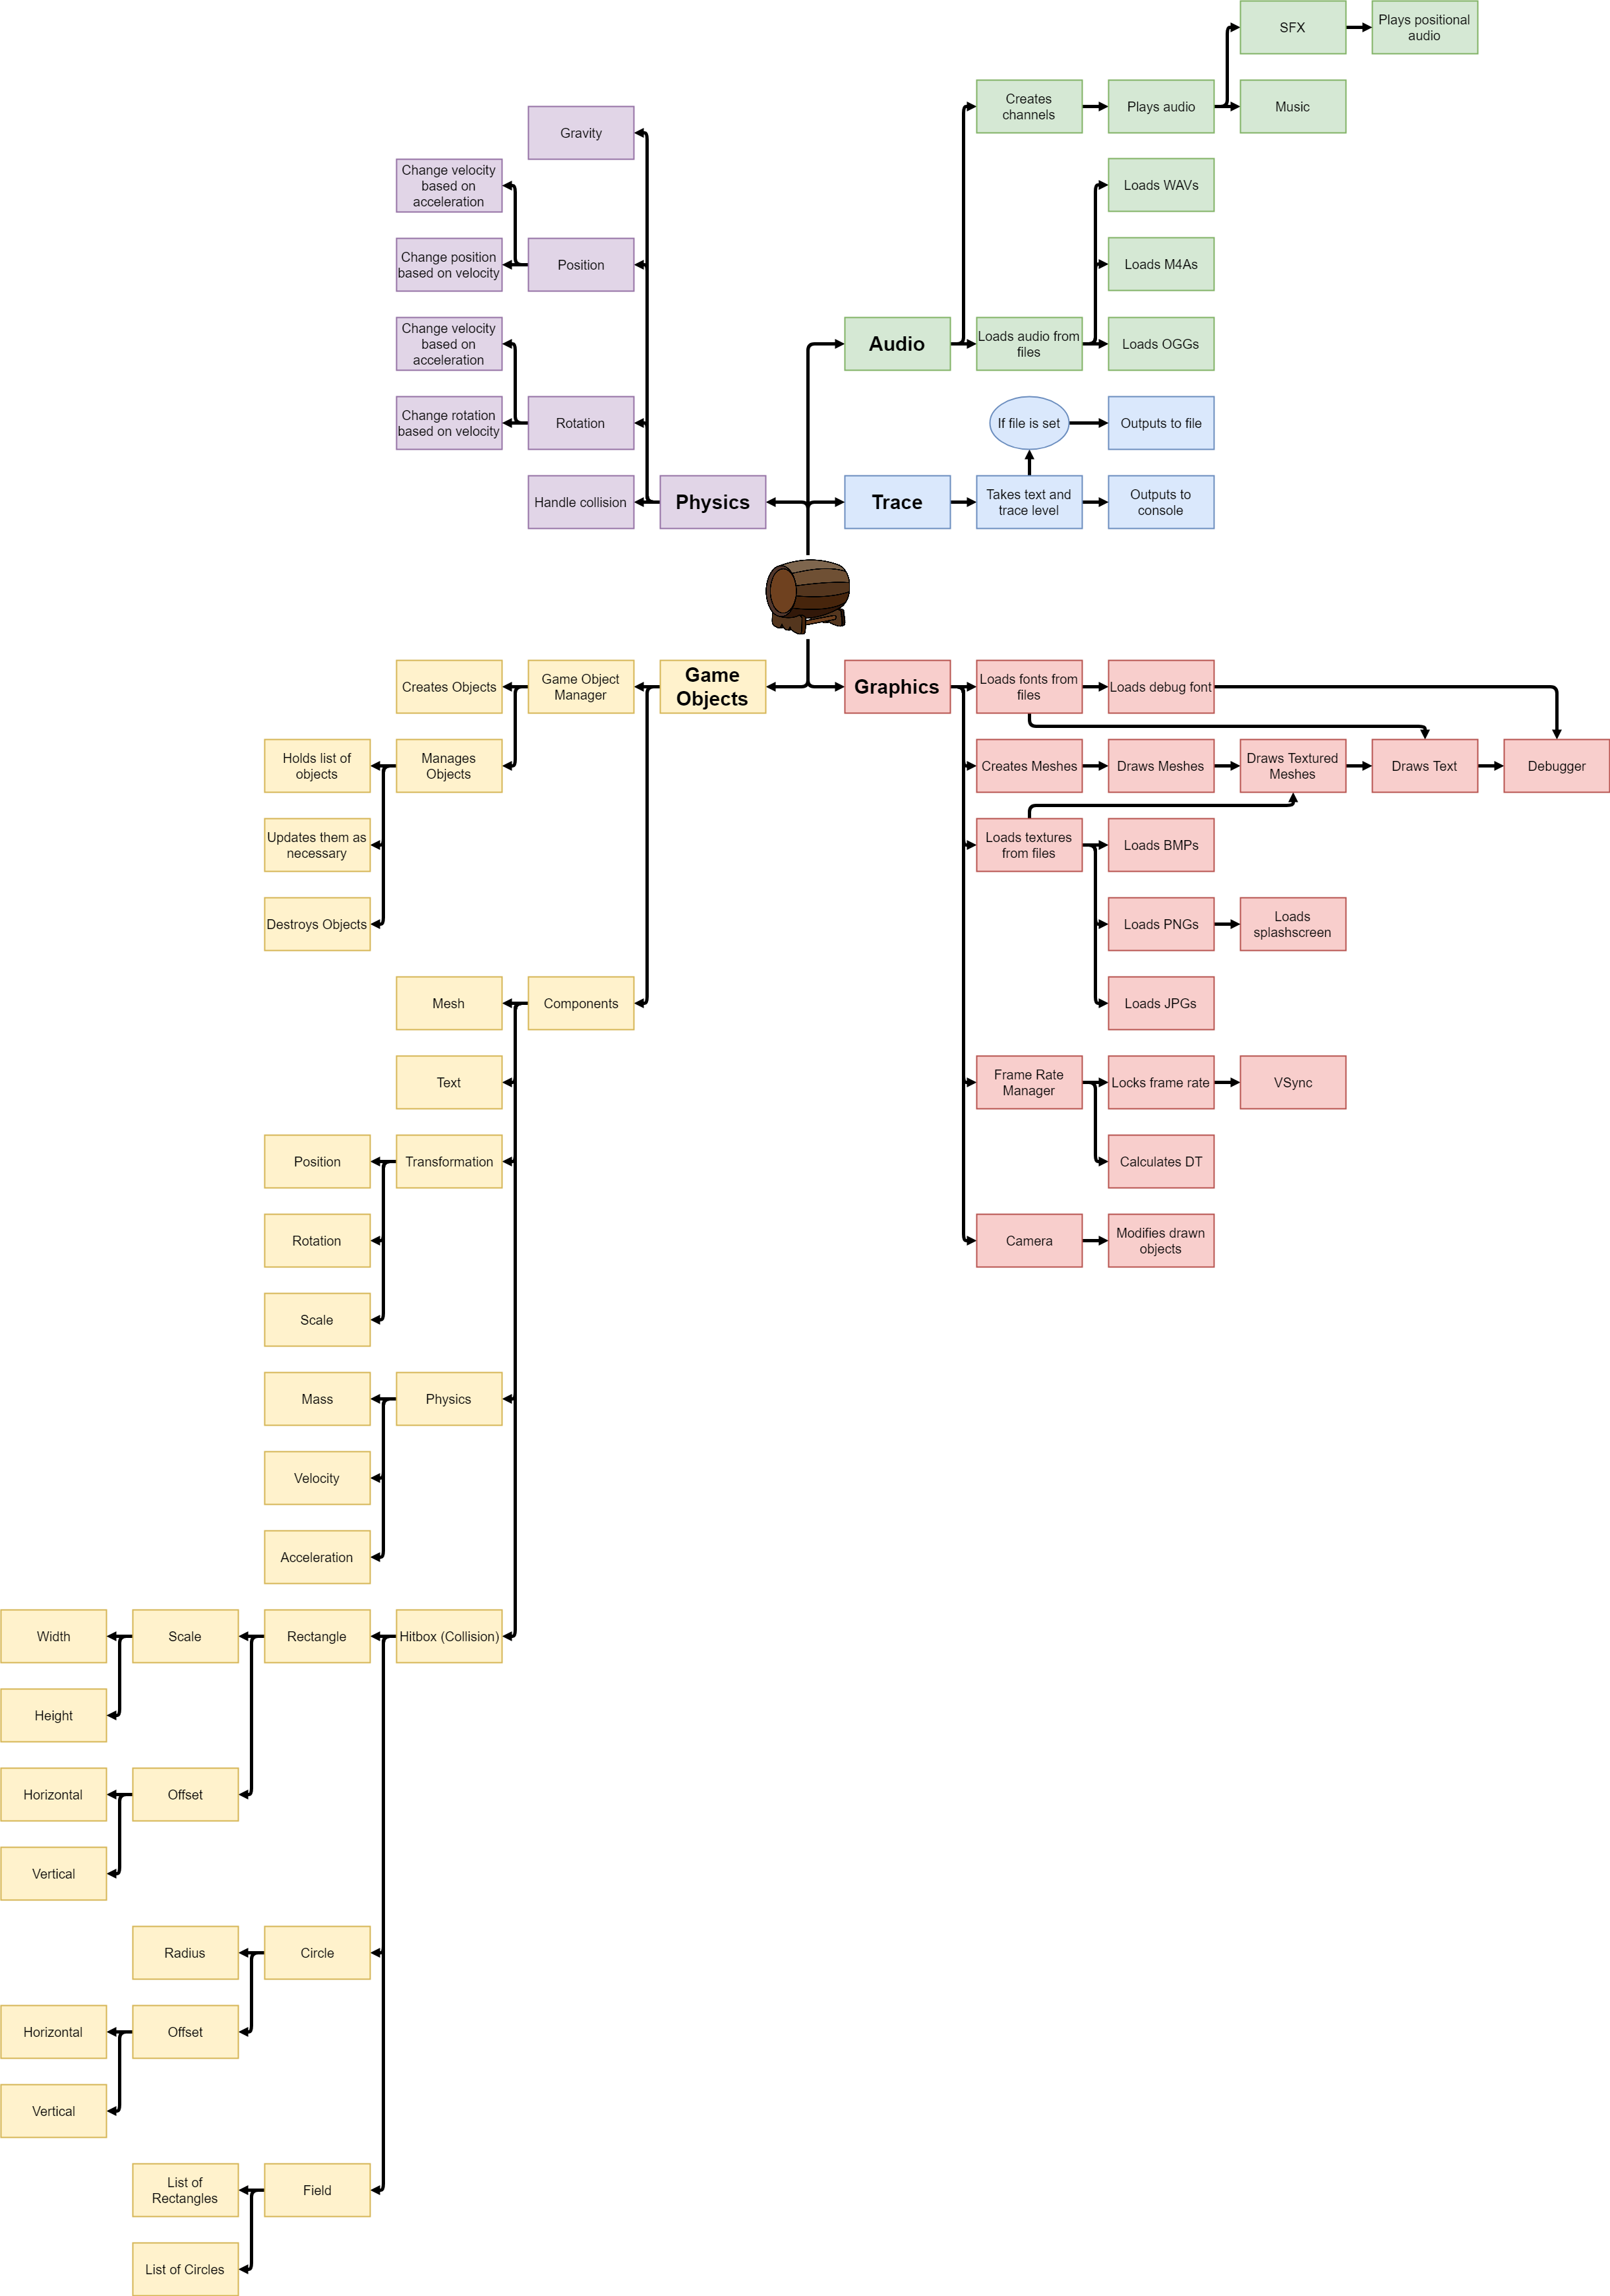 SFX
Plays positional
audio
Creates
channels
Plays audio
Music
Gravity
Change velocity
based on
acceleration
Loads WAVs
Change position
based on velocity
Position
Loads M4As
Change velocity
based on
acceleration
Audio
Loads audio from
files
Loads OGGs
Change rotation
based on velocity
Rotation
If file is set
Outputs to file
Handle collision
Physics
Trace
Takes text and
trace level
Outputs to
console
Creates Objects
Game Object
Manager
Game
Objects
Graphics
Loads fonts from
files
Loads debug font
Holds list of
objects
Manages
Objects
Creates Meshes
Draws Meshes
Draws Textured
Meshes
Draws Text
Debugger
Updates them as
necessary
Loads textures
from files
Loads BMPs
Destroys Objects
Loads PNGs
Loads
splashscreen
Mesh
Components
Loads JPGs
Text
Frame Rate
Manager
Locks frame rate
VSync
Position
Transformation
Calculates DT
Rotation
Camera
Modifies drawn
objects
Scale
Mass
Physics
Velocity
Acceleration
Width
Scale
Rectangle
Hitbox (Collision)
Height
Horizontal
Offset
Vertical
Radius
Circle
Horizontal
Offset
Vertical
List of
Rectangles
Field
List of Circles